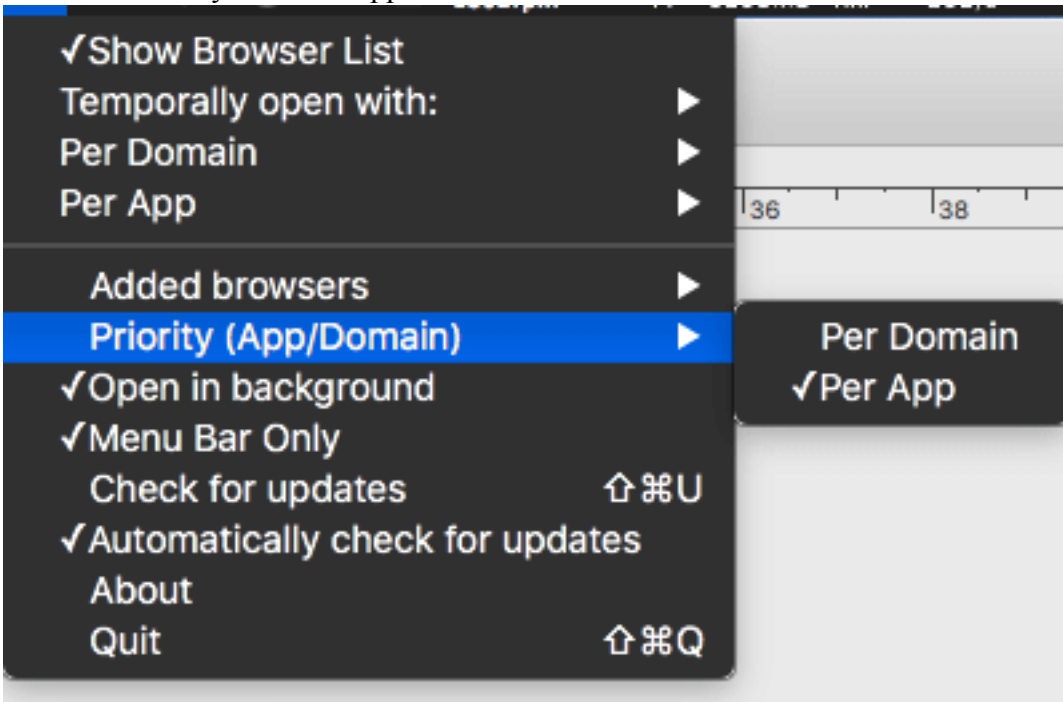 ✓Show Browser List
Temporally open with: ▶
Per Domain ▶
Per App ▶
36 38
Added browsers ▶
Priority (App/Domain) ▶
Per Domain
✓Per App
✓Open in background
✓Menu Bar Only
Check for updates ⇧⌘U
✓Automatically check for updates
About
Quit ⇧⌘Q